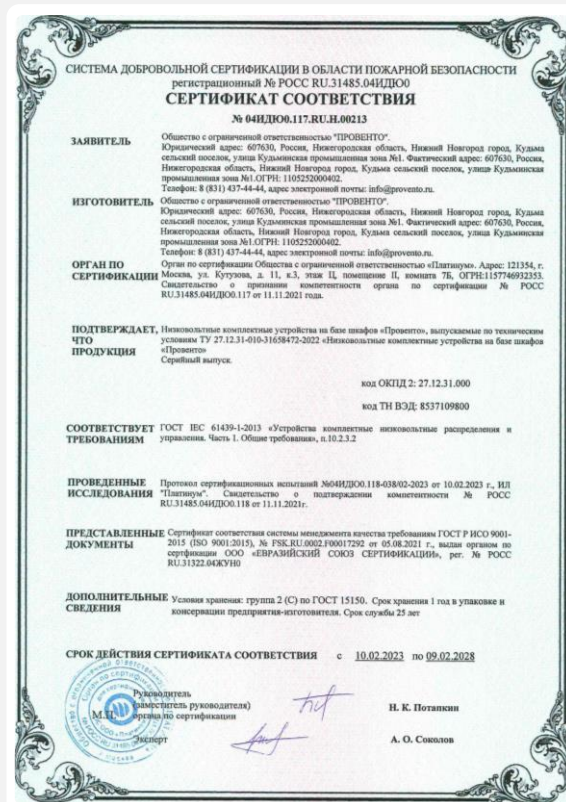 СИСТЕМА ДОБРОВОЛЬНОЙ СЕРТИФИКАЦИИ В ОБЛАСТИ ПОЖАРНОЙ БЕЗОПАСНОСТИ
регистрационный № РОСС RU.31485.04ИДЮ0
СЕРТИФИКАТ СООТВЕТСТВИЯ
№ 04ИДЮ0.117.RU.Н.00213
ЗАЯВИТЕЛЬ
Общество с ограниченной ответственностью "ПРОВЕНТО".
Юридический адрес: 607630, Россия, Нижегородская область, Нижний Новгород город, Кудьма
сельский поселок, улица Кудьминская промышленная зона №1. Фактический адрес: 607630, Россия,
Нижегородская область, Нижний Новгород город, Кудьма сельский поселок, улица Кудьминская
промышленная зона №1.ОГРН: 1105252000402.
Телефон: 8 (831) 437-44-44, адрес электронной почты: info@provento.ru.
ИЗГОТОВИТЕЛЬ
Общество с ограниченной ответственностью "ПРОВЕНТО".
Юридический адрес: 607630, Россия, Нижегородская область, Нижний Новгород город, Кудьма
сельский поселок, улица Кудьминская промышленная зона №1. Фактический адрес: 607630, Россия,
Нижегородская область, Нижний Новгород город, Кудьма сельский поселок, улица Кудьминская
промышленная зона №1.ОГРН: 1105252000402.
Телефон: 8 (831) 437-44-44, адрес электронной почты: info@provento.ru.
ОРГАН ПО
СЕРТИФИКАЦИИ
Орган по сертификации Общества с ограниченной ответственностью «Платинум». Адрес: 121354, г.
Москва, ул. Кутузова, д. 11, к.3, этаж Ц, помещение II, комната 7Б, ОГРН:1157746932353.
Свидетельство о признании компетентности органа по сертификации № РОСС
RU.31485.04ИДЮ0.117 от 11.11.2021 года.
ПОДТВЕРЖДАЕТ,
ЧТО
ПРОДУКЦИЯ
Низковольтные комплектные устройства на базе шкафов «Провенто», выпускаемые по техническим
условиям ТУ 27.12.31-010-31658472-2022 «Низковольтные комплектные устройства на базе шкафов
«Провенто»
Серийный выпуск.
код ОКПД 2: 27.12.31.000
код ТН ВЭД: 8537109800
СООТВЕТСТВУЕТ
ТРЕБОВАНИЯМ
ГОСТ IEC 61439-1-2013 «Устройства комплектные низковольтные распределения и
управления. Часть 1. Общие требования», п.10.2.3.2
ПРОВЕДЕННЫЕ
ИССЛЕДОВАНИЯ
Протокол сертификационных испытаний №04ИДЮ0.118-038/02-2023 от 10.02.2023 г., ИЛ
"Платинум". Свидетельство о подтверждении компетентности № РОСС
RU.31485.04ИДЮ0.118 от 11.11.2021г.
ПРЕДСТАВЛЕННЫЕ
ДОКУМЕНТЫ
Сертификат соответствия системы менеджмента качества требованиям ГОСТ Р ИСО 9001-
2015 (ISO 9001:2015), № FSK.RU.0002.F00017292 от 05.08.2021 г., выдан органом по
сертификации ООО «ЕВРАЗИЙСКИЙ СОЮЗ СЕРТИФИКАЦИИ», рег. № РОСС
RU.31322.04ЖУН0
ДОПОЛНИТЕЛЬНЫЕ
СВЕДЕНИЯ
Условия хранения: группа 2 (С) по ГОСТ 15150. Срок хранения 1 год в упаковке и
консервации предприятия-изготовителя. Срок службы 25 лет
СРОК ДЕЙСТВИЯ СЕРТИФИКАТА СООТВЕТСТВИЯ с 10.02.2023 по 09.02.2028
Руководитель
(заместитель руководителя)
М.П. органа по сертификации
Н. К. Потапкин
Эксперт
А. О. Соколов